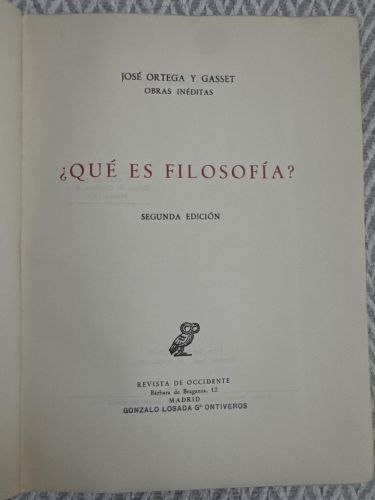 JOSÉ ORTEGA Y GASSET
OBRAS INÉDITAS
¿QUÉ ES FILOSOFÍA?
SEGUNDA EDICIÓN
REVISTA DE OCCIDENTE
Bárbara de Braganza, 12
MADRID
GONZALO LOSADA Gª ONTIVEROS